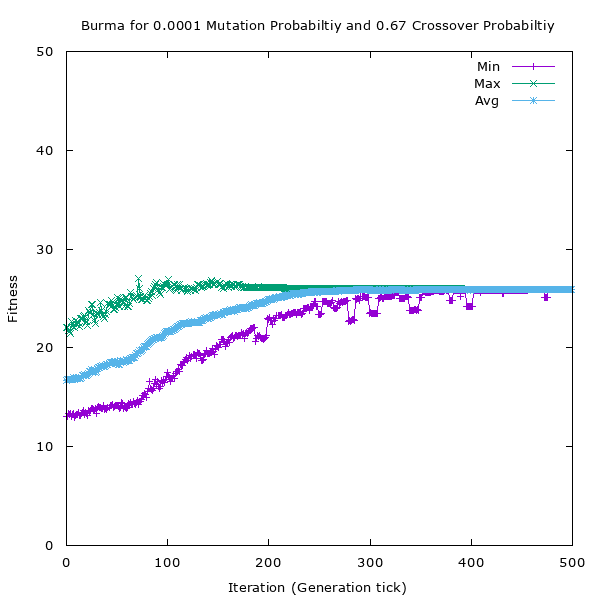 Burma for 0.0001 Mutation Probabiltiy and 0.67 Crossover Probabiltiy
50
40
30
20
10
0
Fitness
Min
Max
Avg
0 100 200 300 400 500
Iteration (Generation tick)